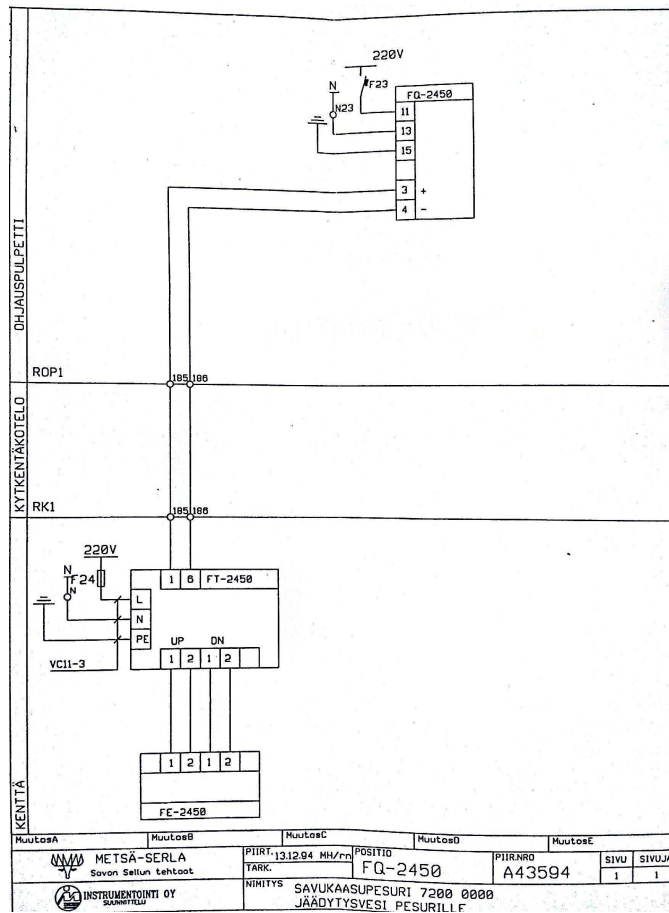 220V
F23
N
N23
FQ-2450
11
13
15
3 +
4 -
OHJAUSPULPETTI
ROP1
185 186
KYTKENTÄKOTELO
RK1
185 186
220V
N
F24
N
1 6 FT-2450
L
N
PE
UP DN
1 2 1 2
VC11-3
1 2 1 2
FE-2450
KENTTÄ
MuutosA MuutosB MuutosC MuutosD MuutosE
METSÄ-SERLA
Savon Sellun tehtaat
PIIRT. 13.12.94 MH/rn
TARK.
POSITIO
FQ-2450
PIIR.NRO
A43594
SIVU
1
SIVUJA
1
INSTRUMENTOINTI OY
SUUNNITTELU
NIMITYS
SAVUKAASUPESURI 7200 0000
JÄÄDYTYSVESI PESURILLE